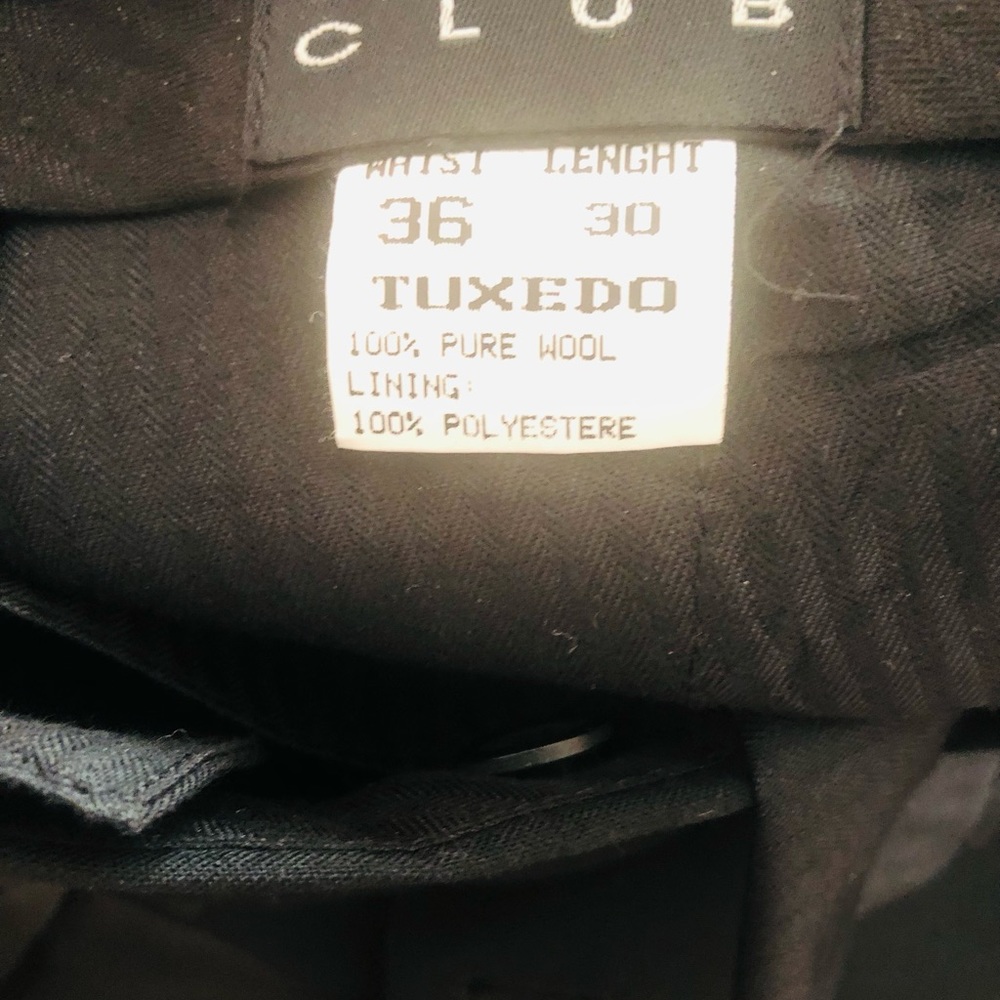 CLUB
WAIST LENGHT
36 30
TUXEDO
100% PURE WOOL
LINING:
100% POLYESTERE